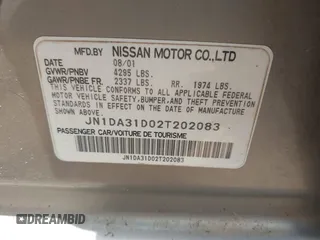 MFD.BY NISSAN MOTOR CO.,LTD
DATE 08/01
GVWR/PNBV 4295 LBS.
GAWR/PNBE FR. 2337 LBS. RR. 1974 LBS.
THIS VEHICLE CONFORMS TO ALL APPLICABLE FEDERAL
MOTOR VEHICLE SAFETY,BUMPER,AND THEFT PREVENTION
STANDARDS IN EFFECT ON THE DATE OF MANUFACTURE
SHOWN ABOVE.
JN1DA31D02T202083
PASSENGER CAR/VOITURE DE TOURISME
JN1DA31D02T202083
DREAMBID
dreambid.com